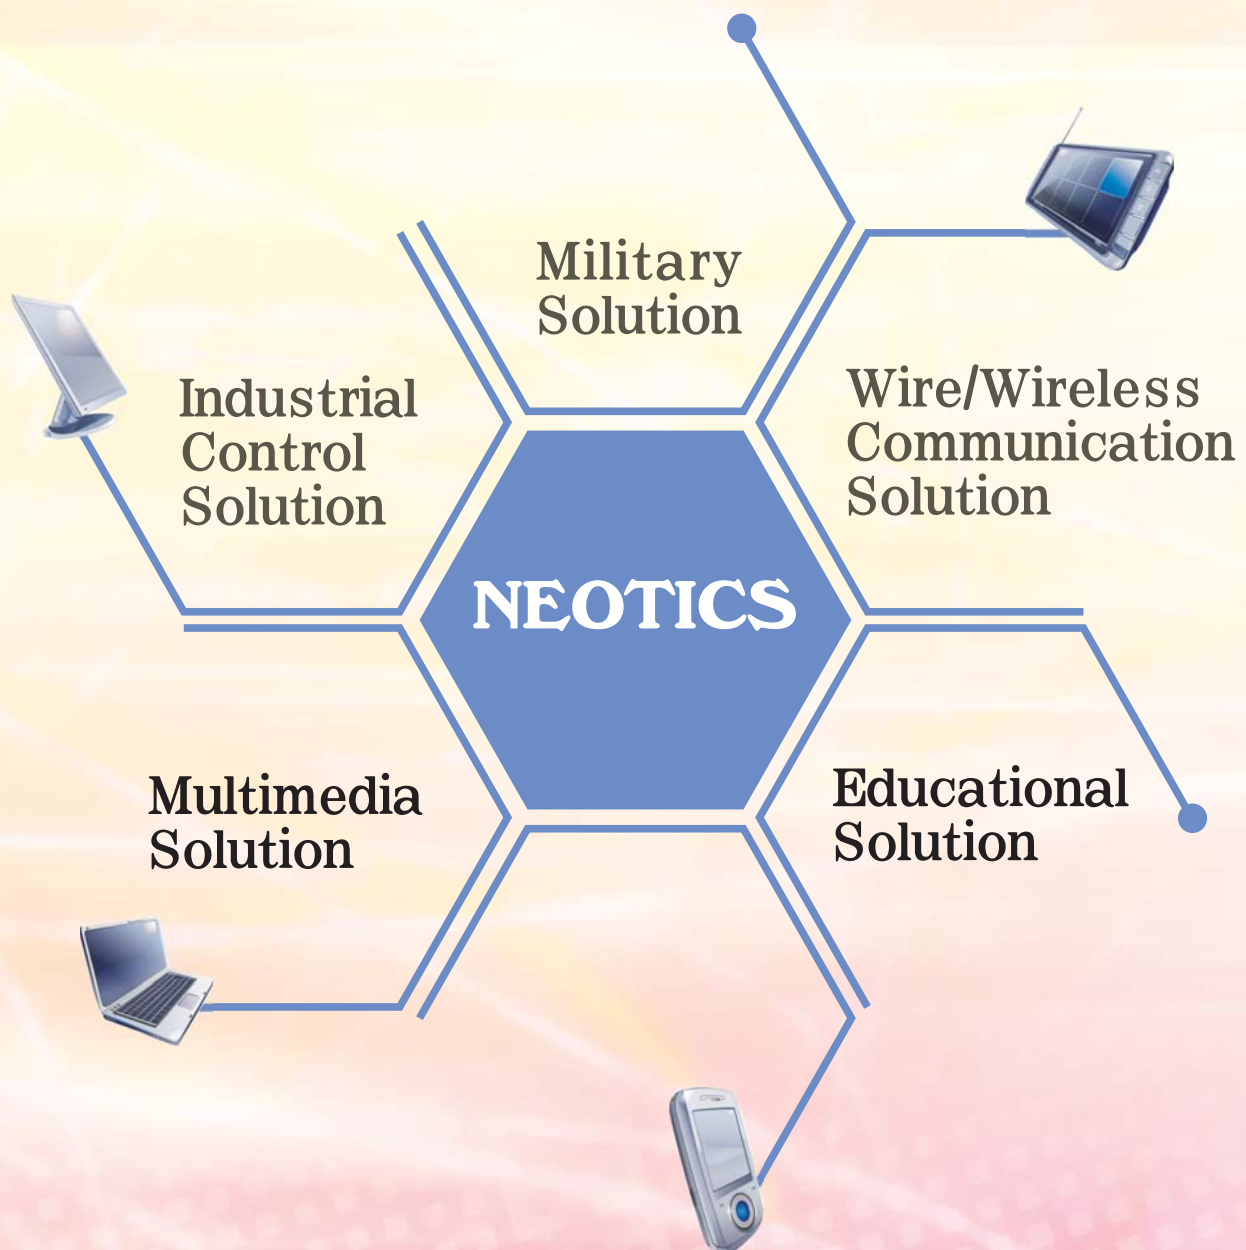 Military
Solution
Industrial
Control
Solution
Wire/Wireless
Communication
Solution
NEOTICS
Multimedia
Solution
Educational
Solution